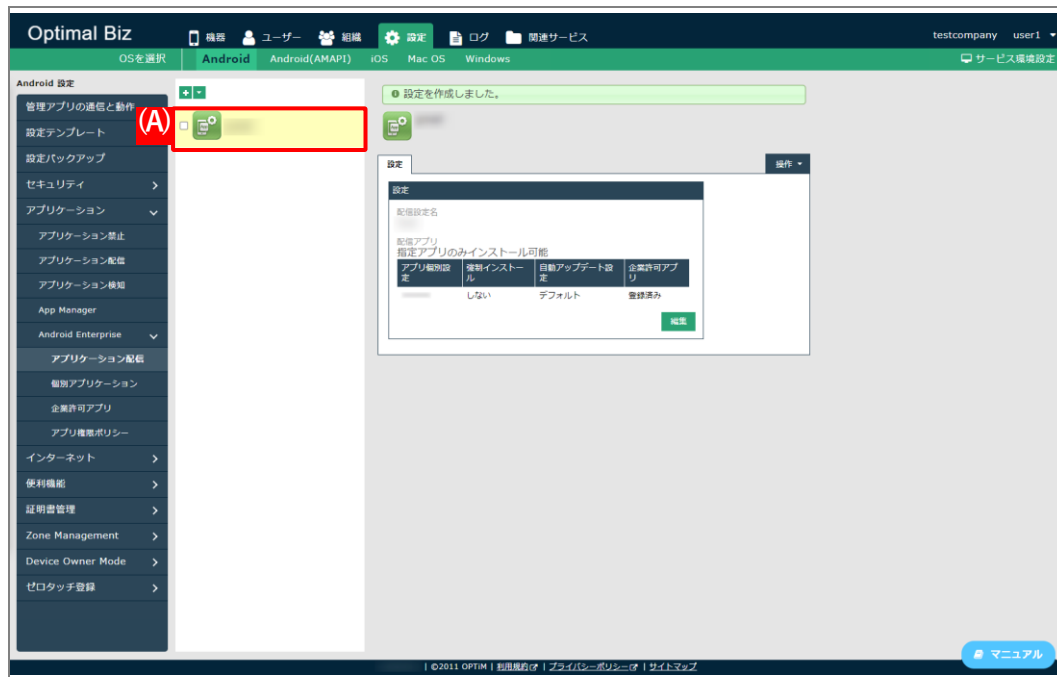 Optimal Biz
機器 ユーザー 組織 設定 ログ 関連サービス
testcompany user1
OSを選択 Android Android(AMAPI) iOS Mac OS Windows サービス環境設定
Android 設定
管理アプリの通信と動作
設定テンプレート
設定バックアップ
セキュリティ
アプリケーション
アプリケーション禁止
アプリケーション配信
アプリケーション検知
App Manager
Android Enterprise
アプリケーション配信
個別アプリケーション
企業許可アプリ
アプリ権限ポリシー
インターネット
便利機能
証明書管理
Zone Management
Device Owner Mode
ゼロタッチ登録
(A)
設定を作成しました。
設定 操作
設定
配信設定名
配信アプリ
指定アプリのみインストール可能
アプリ個別設定 強制インストール 自動アップデート設定 企業許可アプリ
しない デフォルト 登録済み
編集
マニュアル
| ©2011 OPTiM | 利用規約 | プライバシーポリシー | サイトマップ